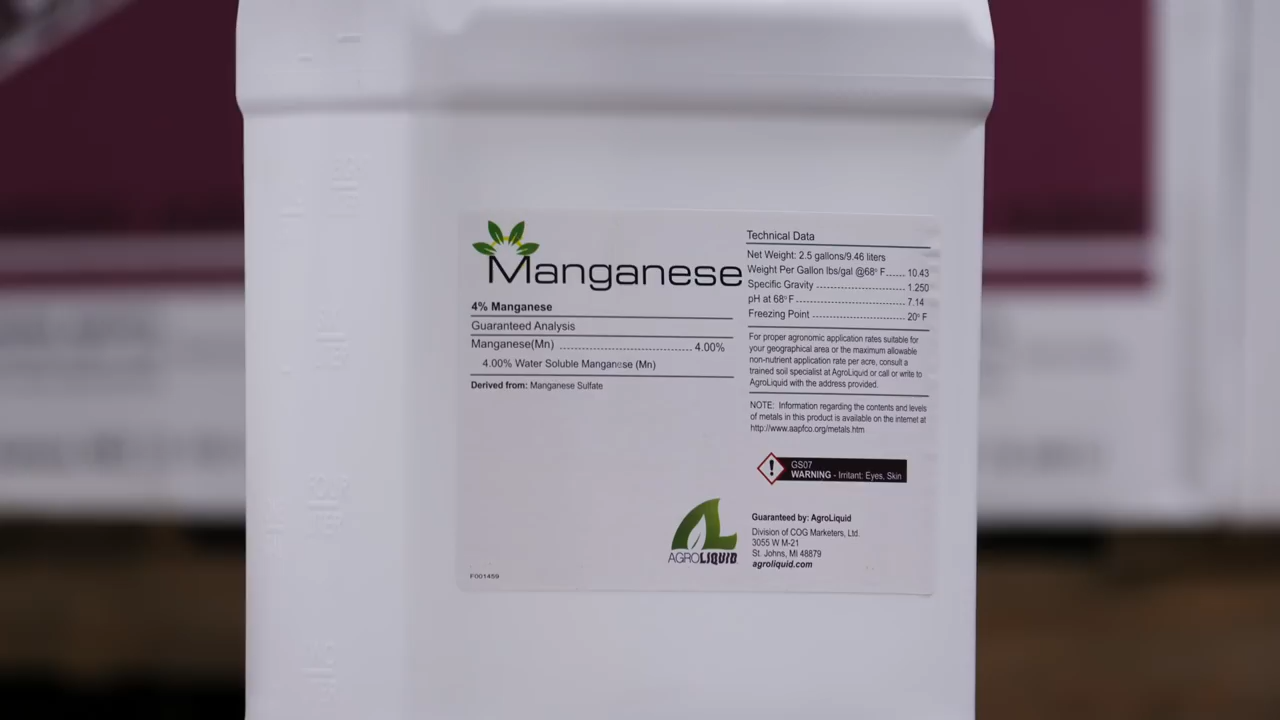 Manganese
4% Manganese
Guaranteed Analysis
Manganese(Mn) ................................................ 4.00%
4.00% Water Soluble Manganese (Mn)
Derived from: Manganese Sulfate
F001459
Technical Data
Net Weight: 2.5 gallons/9.46 liters
Weight Per Gallon lbs/gal @68° F...... 10.43
Specific Gravity ............................ 1.250
pH at 68° F ................................... 7.14
Freezing Point .............................. 20° F
For proper agronomic application rates suitable for
your geographical area or the maximum allowable
non-nutrient application rate per acre, consult a
trained soil specialist at AgroLiquid or call or write to
AgroLiquid with the address provided.
NOTE: Information regarding the contents and levels
of metals in this product is available on the internet at
http://www.aapfco.org/metals.htm
GS07
WARNING - Irritant: Eyes, Skin
AGROLIQUID
Guaranteed by: AgroLiquid
Division of COG Marketers, Ltd.
3055 W M-21
St. Johns, MI 48879
agroliquid.com